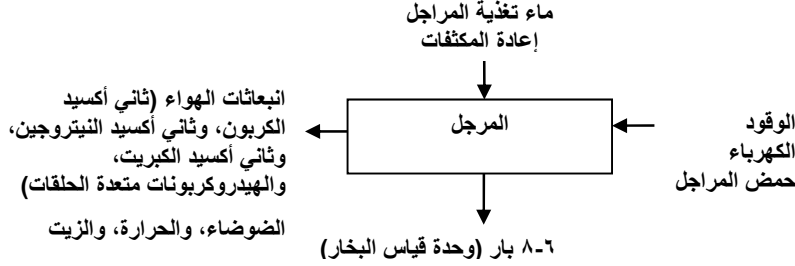 ماء تغذية المراجل
إعادة المكثفات
المرجل
الوقود
الكهرباء
حمض المراجل
انبعاثات الهواء (ثاني أكسيد
الكربون، وثاني أكسيد النيتروجين،
وثاني أكسيد الكبريت،
والهيدروكربونات متعدة الحلقات)
الضوضاء، والحرارة، والزيت
٦-٨ بار (وحدة قياس البخار)